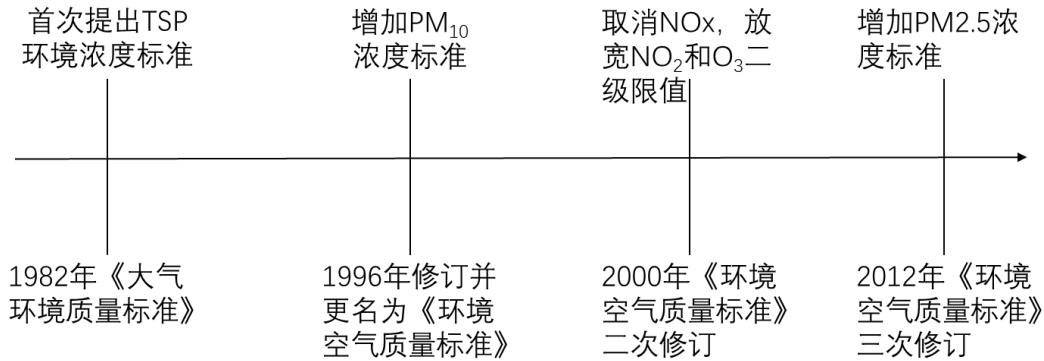 首次提出TSP
环境浓度标准
增加PM₁₀
浓度标准
取消NOx，放
宽NO₂和O₃二
级限值
增加PM2.5浓
度标准
1982年《大气
环境质量标准》
1996年修订并
更名为《环境
空气质量标准》
2000年《环境
空气质量标准》
二次修订
2012年《环境
空气质量标准》
三次修订